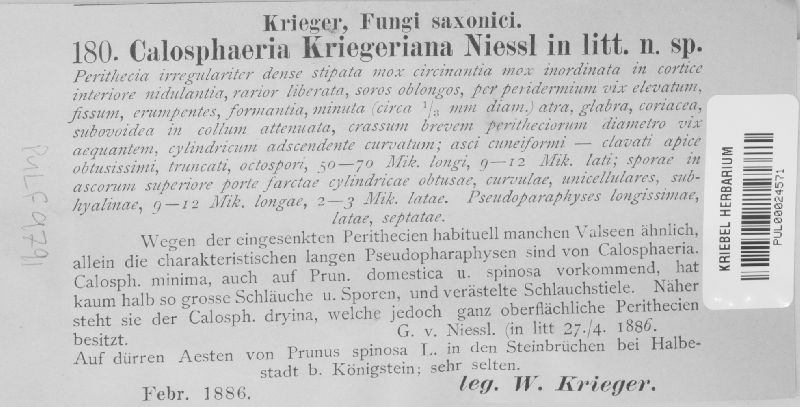 Krieger, Fungi saxonici.
180. Calosphaeria Kriegeriana Niessl in litt. n. sp.
Perithecia irregulariter dense stipata mox circinantia mox inordinata in cortice
interiore nidulantia, rarior liberata, soros oblongos, per peridermium vix elevatum,
fissum, erumpentes, formantia, minuta (circa 1/3 mm diam.) atra, glabra, coriacea,
subovoidea in collum attenuata, crassum brevem peritheciorum diametro vix
aequantem, cylindricum adscendente curvatum; asci cuneiformi — clavati apice
obtusissimi, truncati, octospori, 50—70 Mik. longi, 9—12 Mik. lati; sporae in
ascorum superiore porte farctae cylindricae obtusae, curvulae, unicellulares, sub-
hyalinae, 9—12 Mik. longae, 2—3 Mik. latae. Pseudoparaphyses longissimae,
latae, septatae.
Wegen der eingesenkten Perithecien habituell manchen Valseen ähnlich,
allein die charakteristischen langen Pseudopharaphysen sind von Calosphaeria.
Calosph. minima, auch auf Prun. domestica u. spinosa vorkommend, hat
kaum halb so grosse Schläuche u. Sporen, und verästelte Schlauchstiele. Näher
steht sie der Calosph. dryina, welche jedoch ganz oberflächliche Perithecien
besitzt.
G. v. Niessl. (in litt 27./4. 1886.
Auf dürren Aesten von Prunus spinosa L. in den Steinbrüchen bei Halbe-
stadt b. Königstein; sehr selten.
Febr. 1886.
leg. W. Krieger.
PUL F9791
KRIEBEL HERBARIUM
PUL00024571